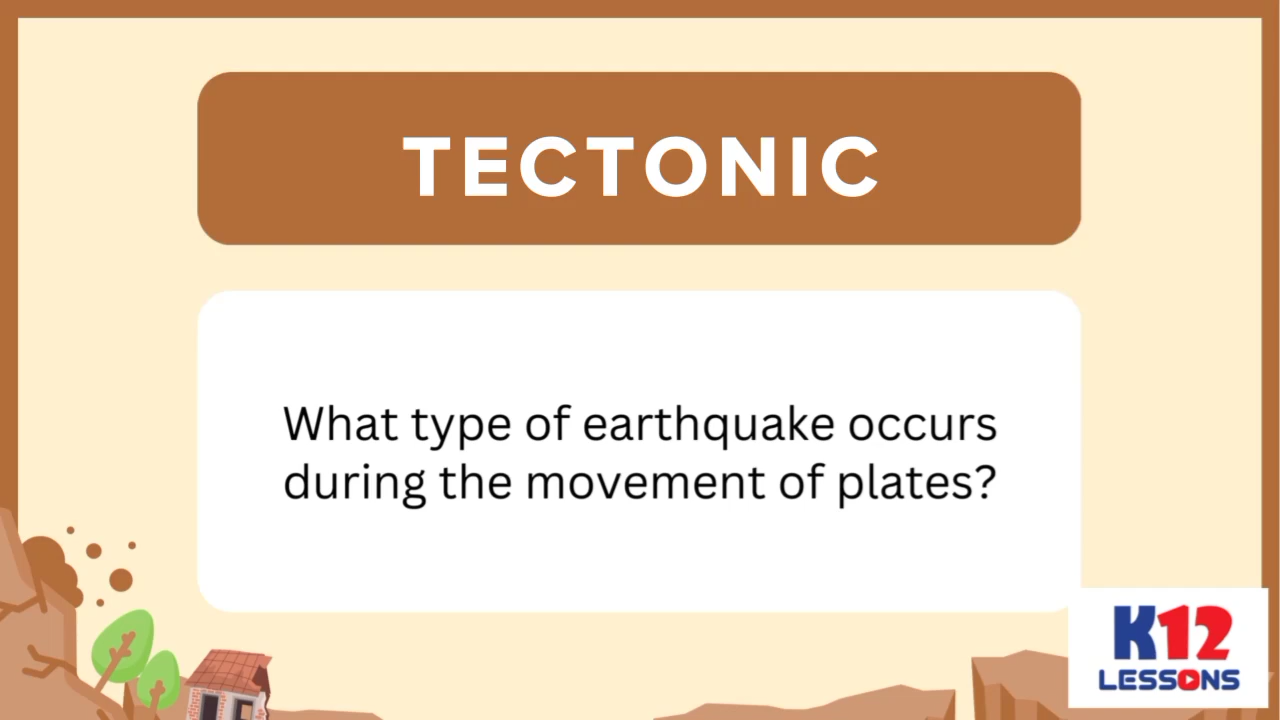 TECTONIC
What type of earthquake occurs
during the movement of plates?
K12
LESSONS